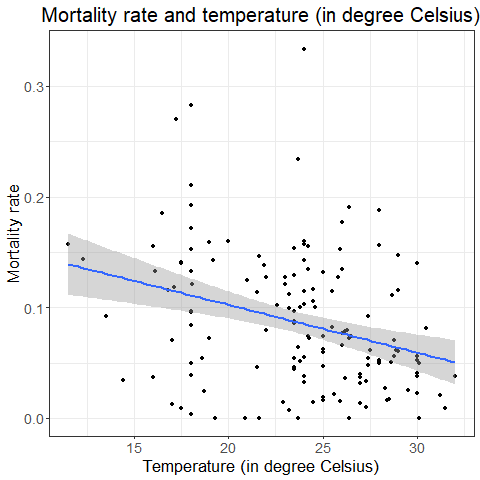 Mortality rate and temperature (in degree Celsius)
Mortality rate
0.3
0.2
0.1
0.0
15 20 25 30
Temperature (in degree Celsius)